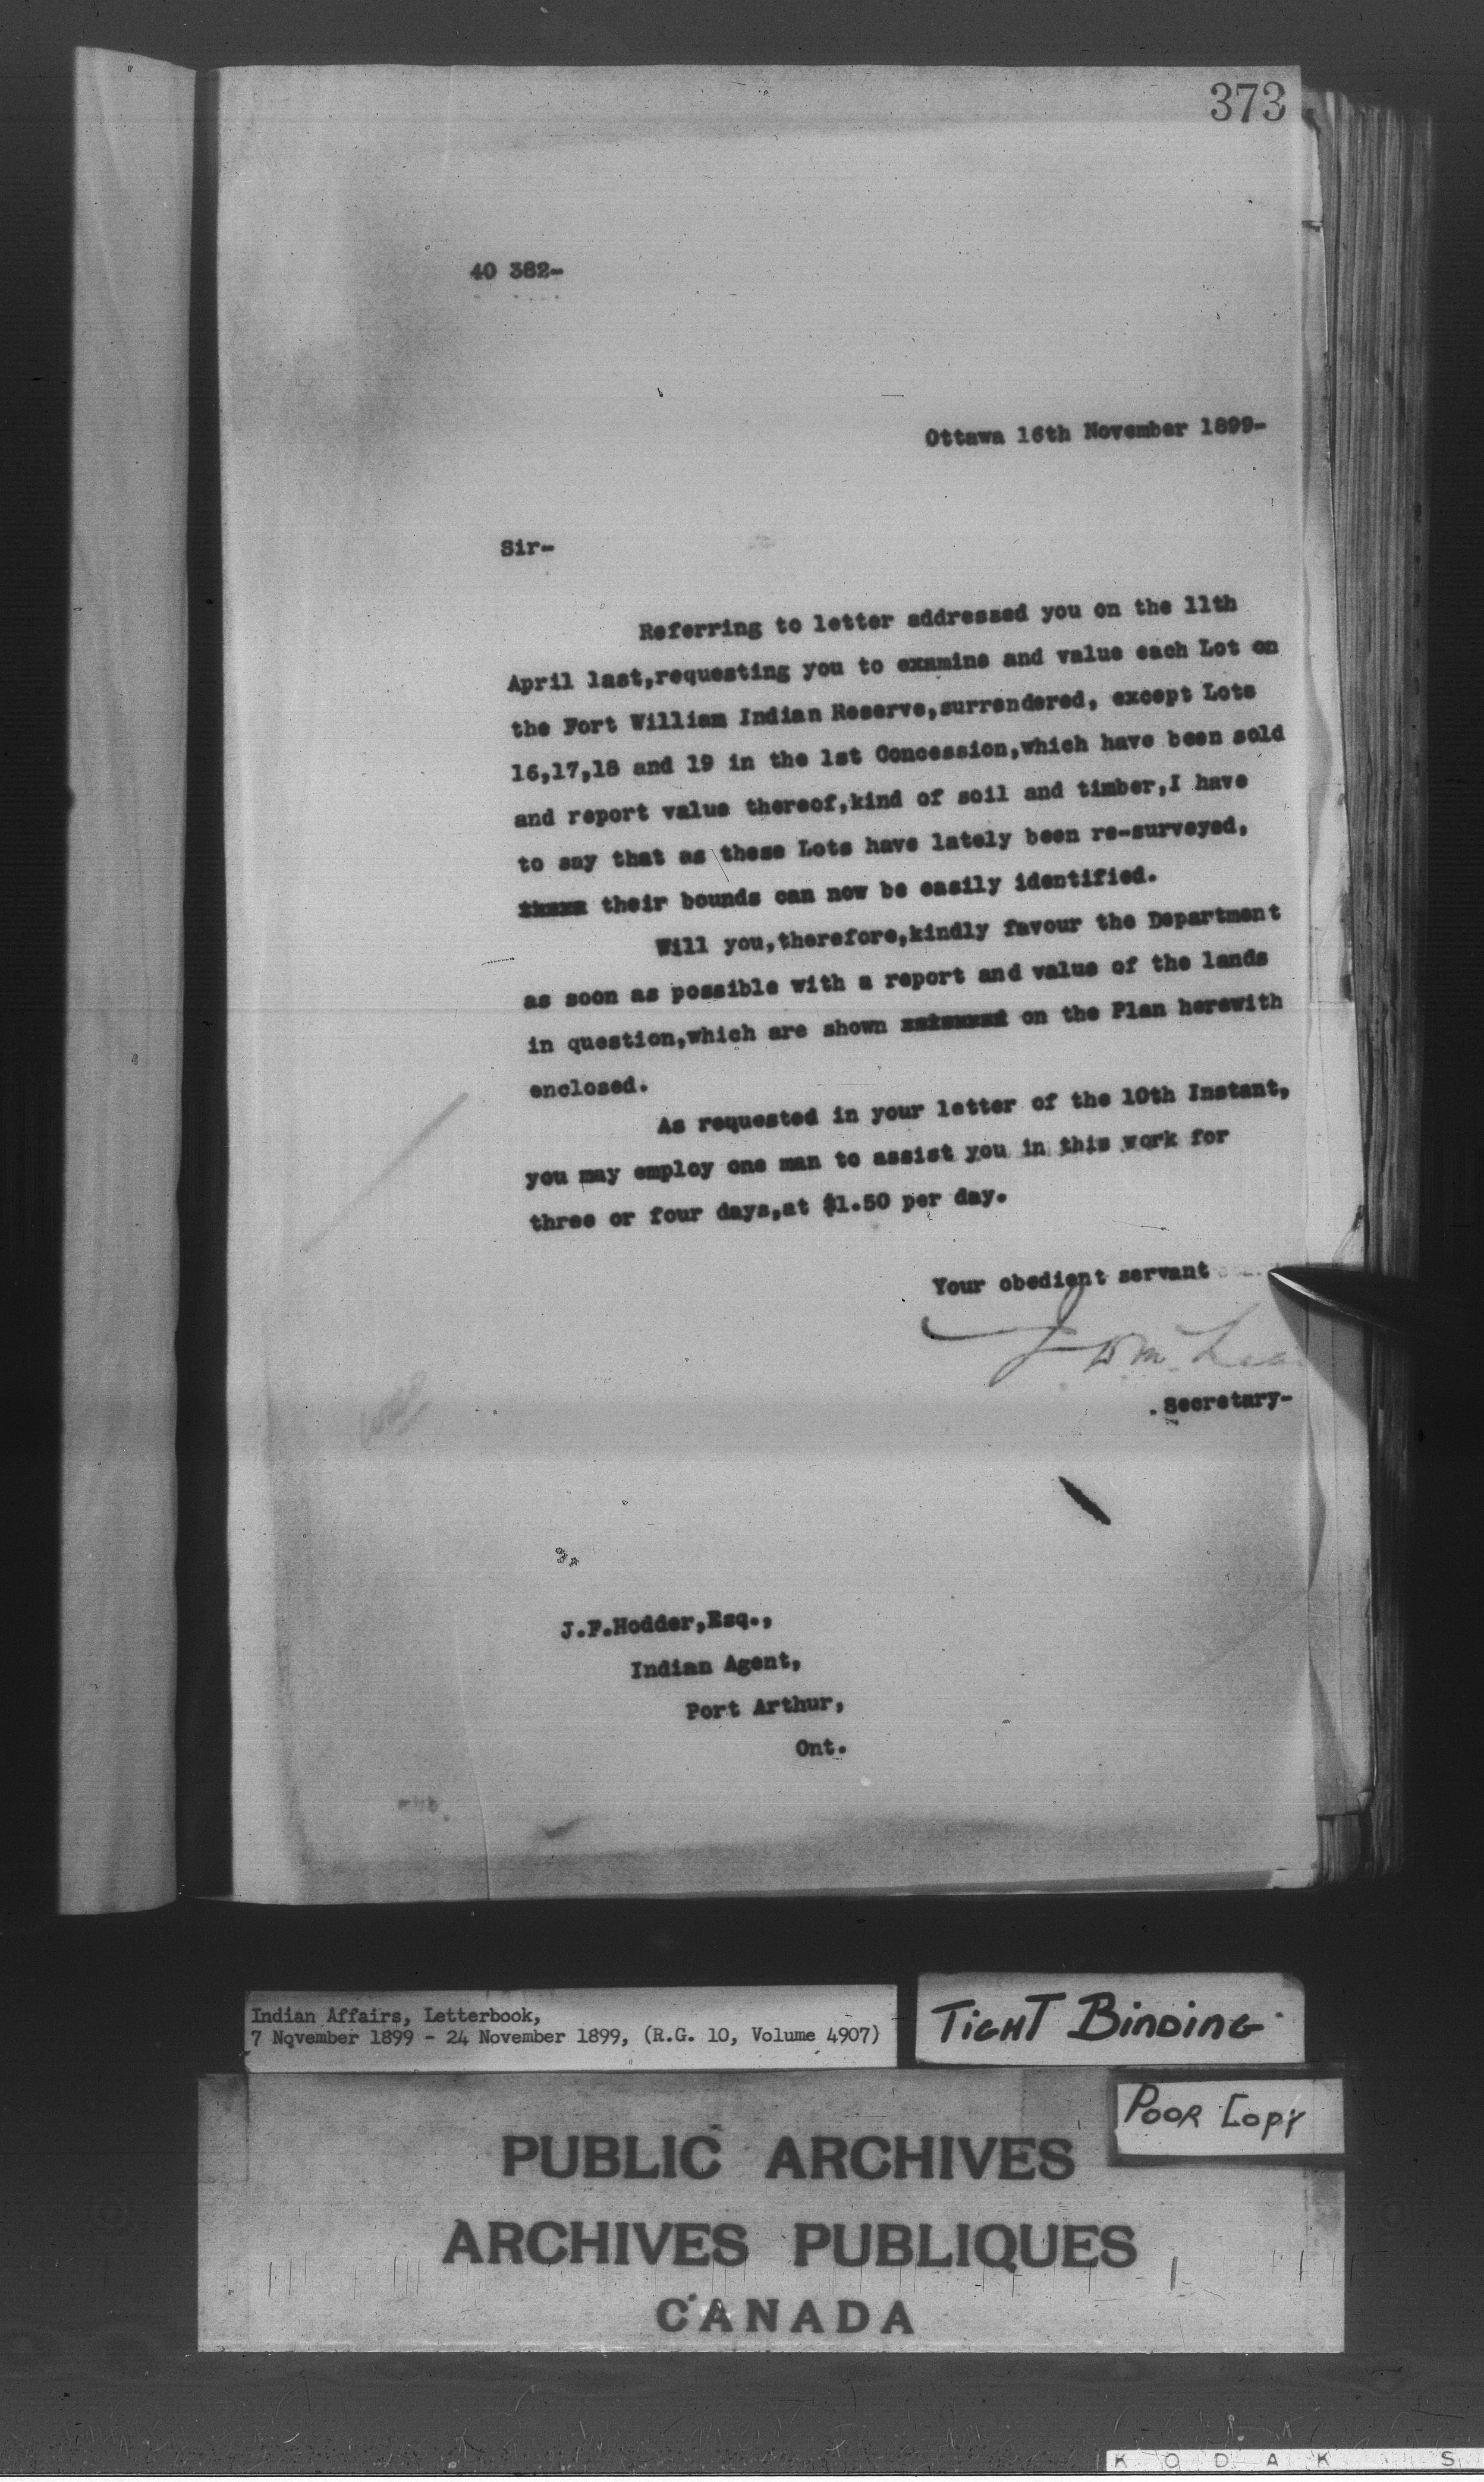 373
40 382-
Ottawa 16th November 1899-
Sir-
Referring to letter addressed you on the 11th
April last,requesting you to examine and value each Lot on
the Fort William Indian Reserve,surrendered, except Lots
16,17,18 and 19 in the 1st Concession,which have been sold
and report value thereof,kind of soil and timber,I have
to say that as these Lots have lately been re-surveyed,
their bounds can now be easily identified.
Will you,therefore,kindly favour the Department
as soon as possible with a report and value of the lands
in question,which are shown on the Plan herewith
enclosed.
As requested in your letter of the 10th Instant,
you may employ one man to assist you in this work for
three or four days,at $1.50 per day.
Your obedient servant
Secretary-
J.F.Hodder,Esq.,
Indian Agent,
Port Arthur,
Ont.
Indian Affairs, Letterbook,
7 November 1899 - 24 November 1899, (R.G. 10, Volume 4907)
TIGHT BINDING
POOR COPY
PUBLIC ARCHIVES
ARCHIVES PUBLIQUES
CANADA
KODAK S